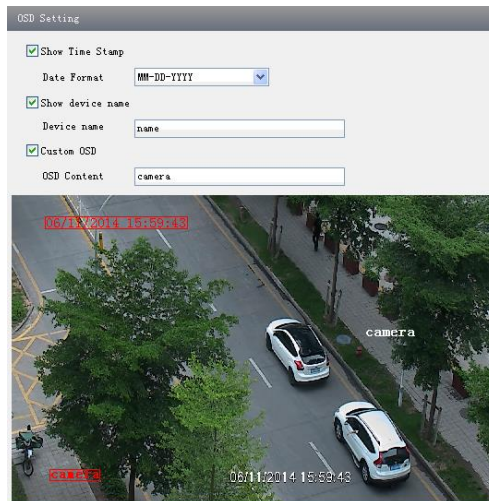 OSD Setting
Show Time Stamp
Date Format MM-DD-YYYY
Show device name
Device name name
Custom OSD
OSD Content camera
06/11/2014 15:59:43
camera
camera
06/11/2014 15:59:43